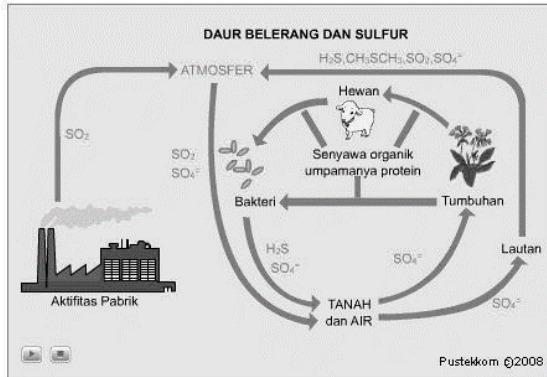 DAUR BELERANG DAN SULFUR
H₂S,CH₃SCH₃,SO₂,SO₄⁼
ATMOSFER
Hewan
SO₂
SO₂
SO₄⁼
Senyawa organik
umpamanya protein
Bakteri
Tumbuhan
H₂S
SO₄⁼
SO₄⁼
Lautan
Aktifitas Pabrik
TANAH
dan AIR
SO₄⁼
Pustekkom ©2008